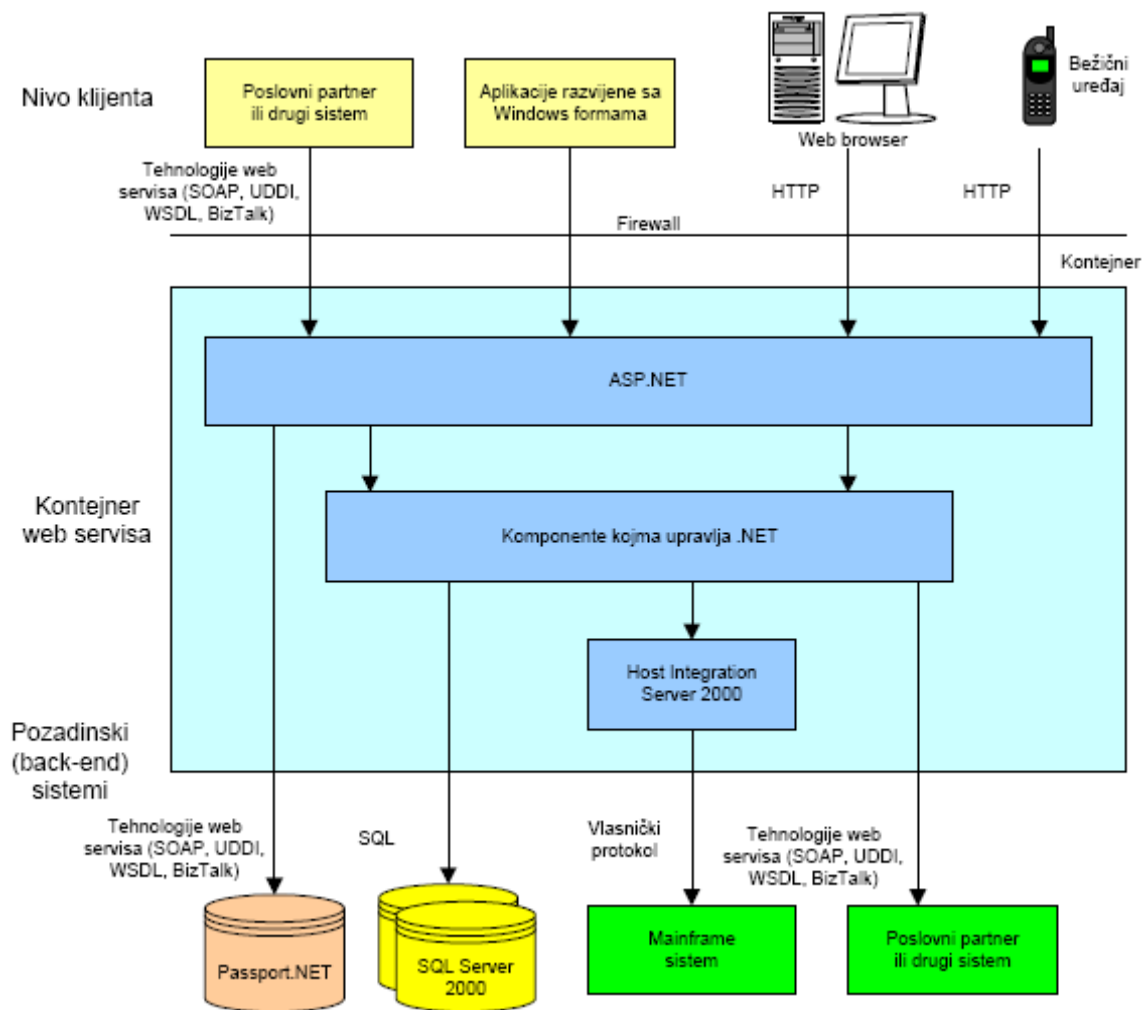 Nivo klijenta
Poslovni partner
ili drugi sistem
Aplikacije razvijene sa
Windows formama
Web browser
Bežični
uređaj
Tehnologije web
servisa (SOAP, UDDI,
WSDL, BizTalk)
HTTP
HTTP
Firewall
Kontejner
ASP.NET
Kontejner
web servisa
Komponente kojma upravlja .NET
Host Integration
Server 2000
Pozadinski
(back-end)
sistemi
Tehnologije web
servisa (SOAP, UDDI,
WSDL, BizTalk)
SQL
Vlasnički
protokol
Tehnologije web
servisa (SOAP, UDDI,
WSDL, BizTalk)
Passport.NET
SQL Server
2000
Mainframe
sistem
Poslovni partner
ili drugi sistem